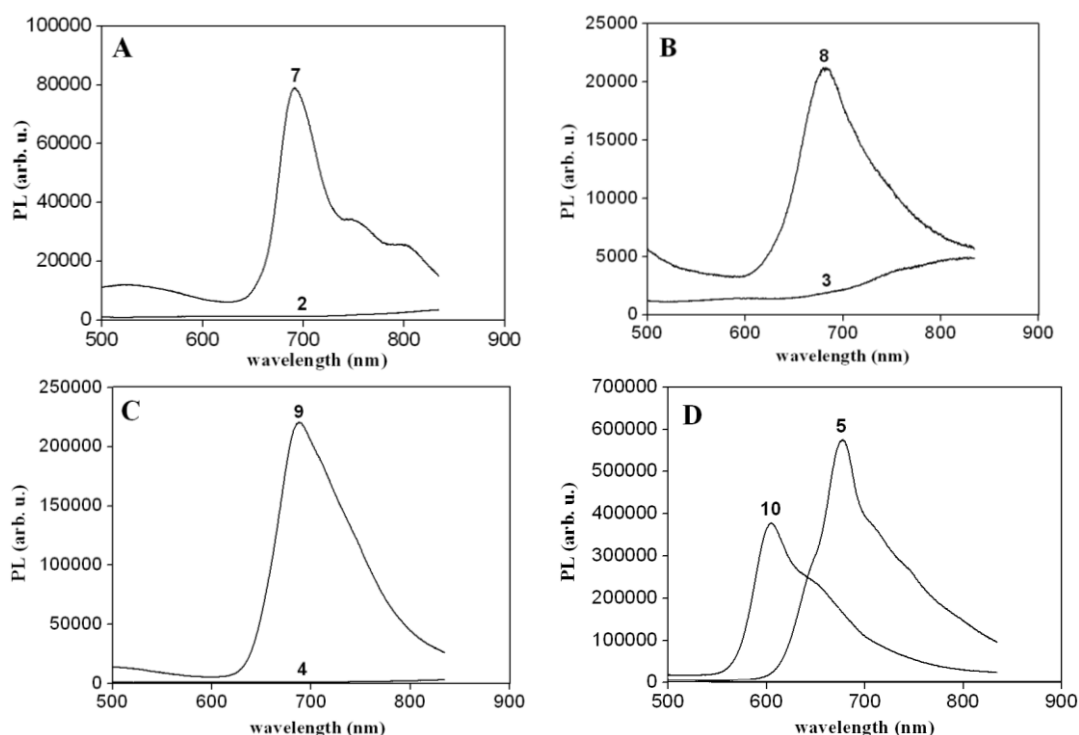 A
7
2
PL (arb. u.)
100000
80000
60000
40000
20000
0
500 600 700 800 900
wavelength (nm)
B
8
3
PL (arb. u.)
25000
20000
15000
10000
5000
0
500 600 700 800 900
wavelength (nm)
C
9
4
PL (arb. u.)
250000
200000
150000
100000
50000
0
500 600 700 800 900
wavelength (nm)
D
5
10
PL (arb. u.)
700000
600000
500000
400000
300000
200000
100000
0
500 600 700 800 900
wavelength (nm)